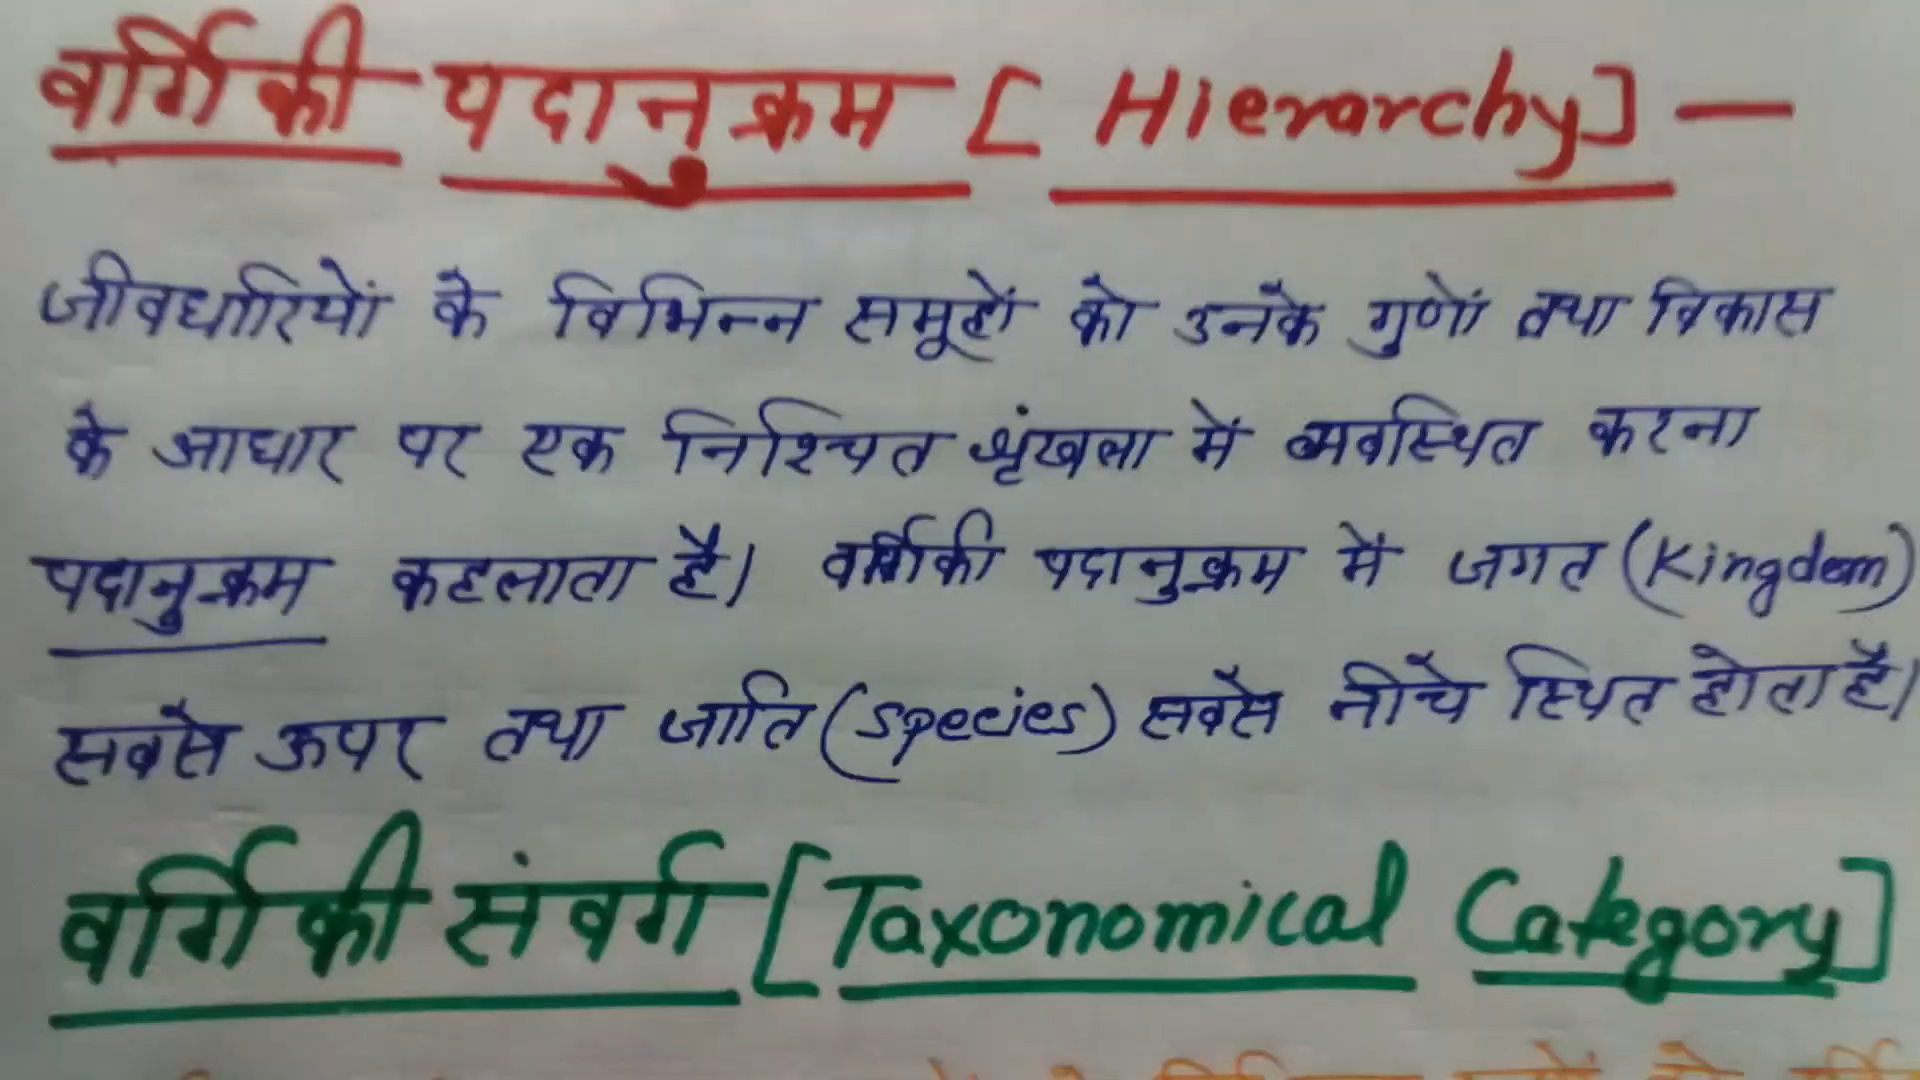 वर्गिकी पदानुक्रम [ Hierarchy] —
जीवधारियों के विभिन्न समूहों को उनके गुणों तथा विकास
के आधार पर एक निश्चित श्रृंखला में व्यवस्थित करना
पदानुक्रम कहलाता है। वर्गिकी पदानुक्रम में जगत (Kingdom)
सबसे ऊपर तथा जाति (species) सबसे नीचे स्थित होता है।
वर्गिकी संवर्ग [Taxonomical Category]